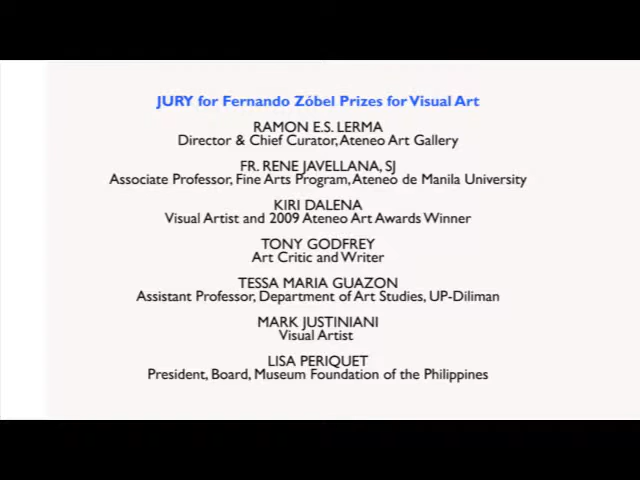 JURY for Fernando Zóbel Prizes for Visual Art
RAMON E.S. LERMA
Director & Chief Curator, Ateneo Art Gallery
FR. RENE JAVELLANA, SJ
Associate Professor, Fine Arts Program, Ateneo de Manila University
KIRI DALENA
Visual Artist and 2009 Ateneo Art Awards Winner
TONY GODFREY
Art Critic and Writer
TESSA MARIA GUAZON
Assistant Professor, Department of Art Studies, UP-Diliman
MARK JUSTINIANI
Visual Artist
LISA PERIQUET
President, Board, Museum Foundation of the Philippines